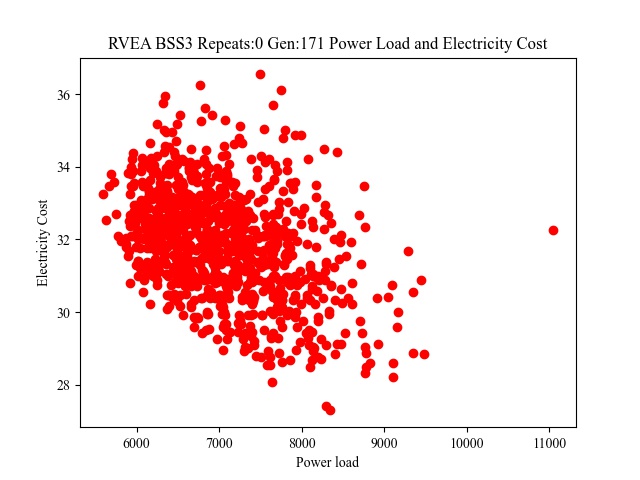 RVEA BSS3 Repeats:0 Gen:171 Power Load and Electricity Cost
36
34
32
30
28
Electricity Cost
6000 7000 8000 9000 10000 11000
Power load